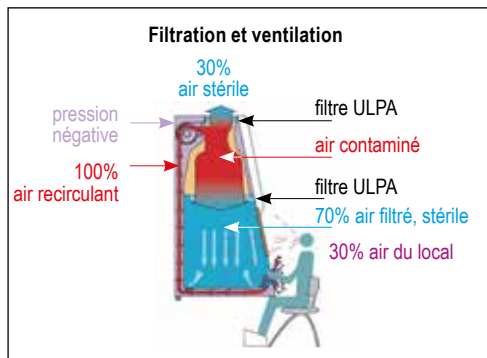 Filtration et ventilation
30%
air stérile
pression
négative
filtre ULPA
air contaminé
100%
air recirculant
filtre ULPA
70% air filtré, stérile
30% air du local